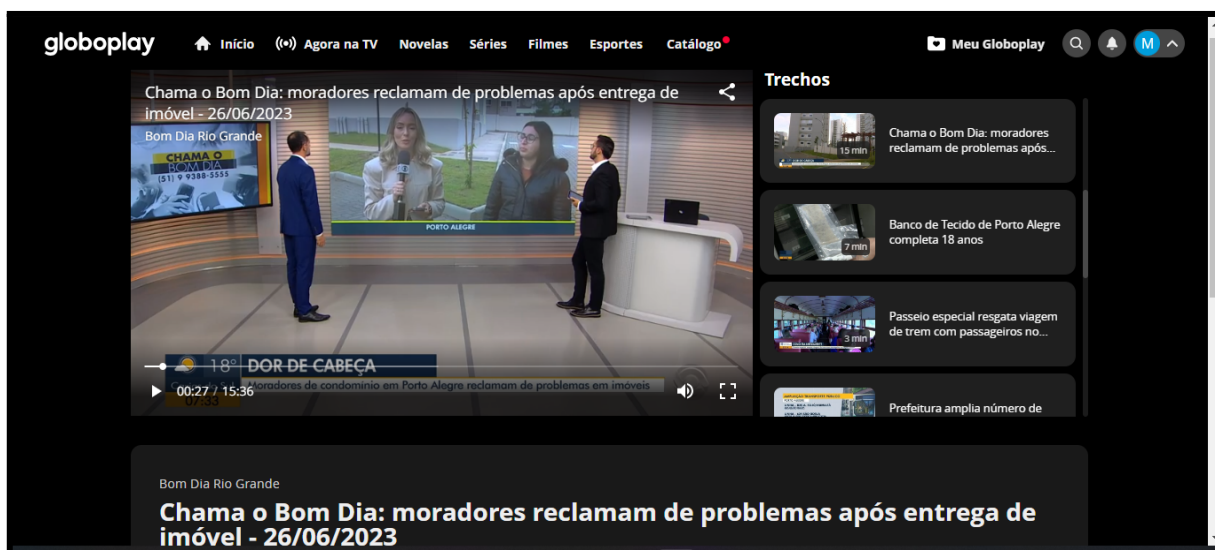 globoplay
Início
Agora na TV
Novelas
Séries
Filmes
Esportes
Catálogo
Meu Globoplay
M
Chama o Bom Dia: moradores reclamam de problemas após entrega de
imóvel - 26/06/2023
Bom Dia Rio Grande
CHAMA O
BOM DIA
(51) 9 9388-5555
PORTO ALEGRE
18° DOR DE CABEÇA
Moradores de condomínio em Porto Alegre reclamam de problemas em imóveis
07:33
00:27 / 15:36
Trechos
15 min
Chama o Bom Dia: moradores
reclamam de problemas após...
7 min
Banco de Tecido de Porto Alegre
completa 18 anos
3 min
Passeio especial resgata viagem
de trem com passageiros no...
Prefeitura amplia número de
Bom Dia Rio Grande
Chama o Bom Dia: moradores reclamam de problemas após entrega de
imóvel - 26/06/2023